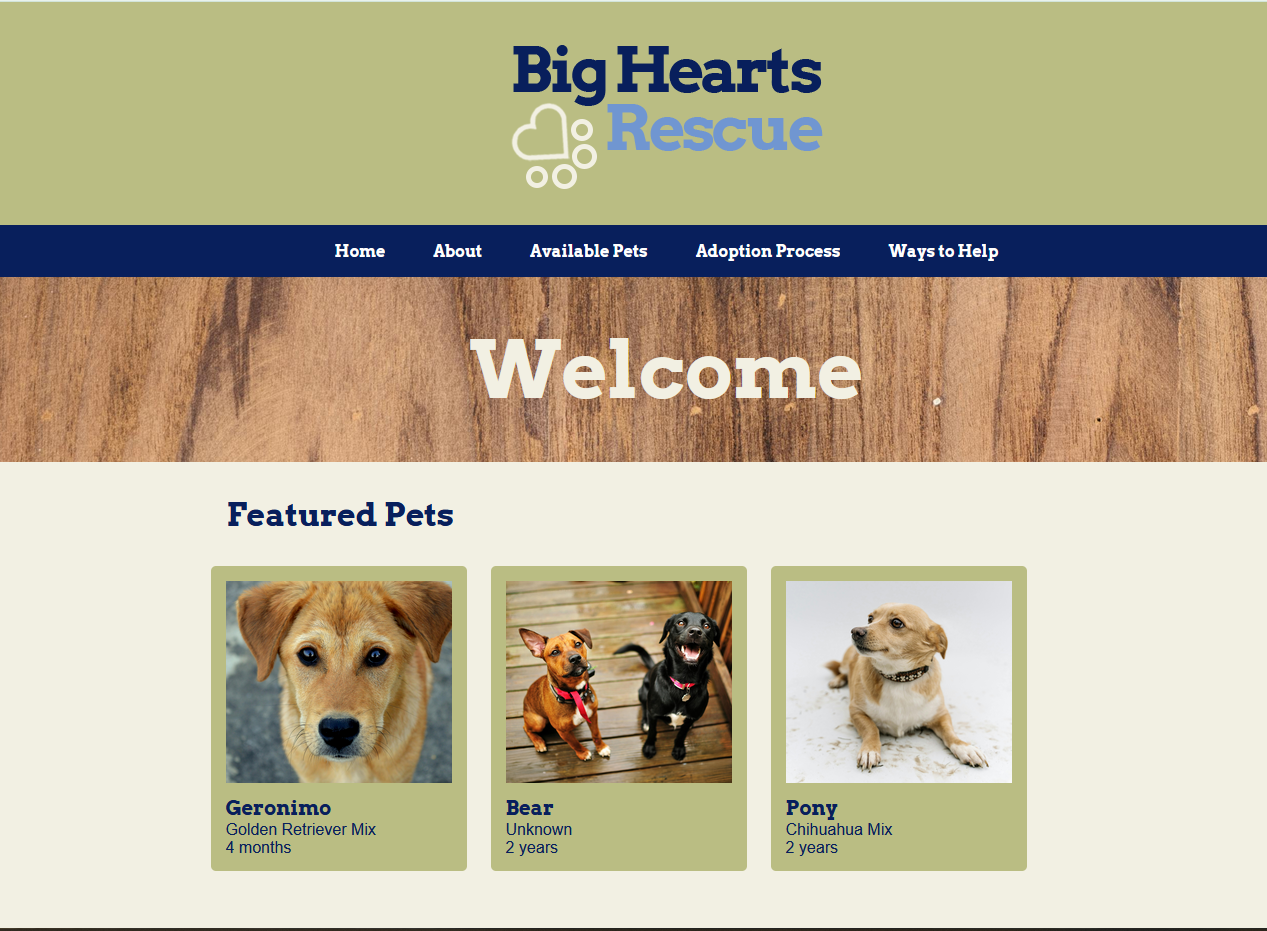 Big Hearts
Rescue
Home About Available Pets Adoption Process Ways to Help
Welcome
Featured Pets
Geronimo
Golden Retriever Mix
4 months
Bear
Unknown
2 years
Pony
Chihuahua Mix
2 years